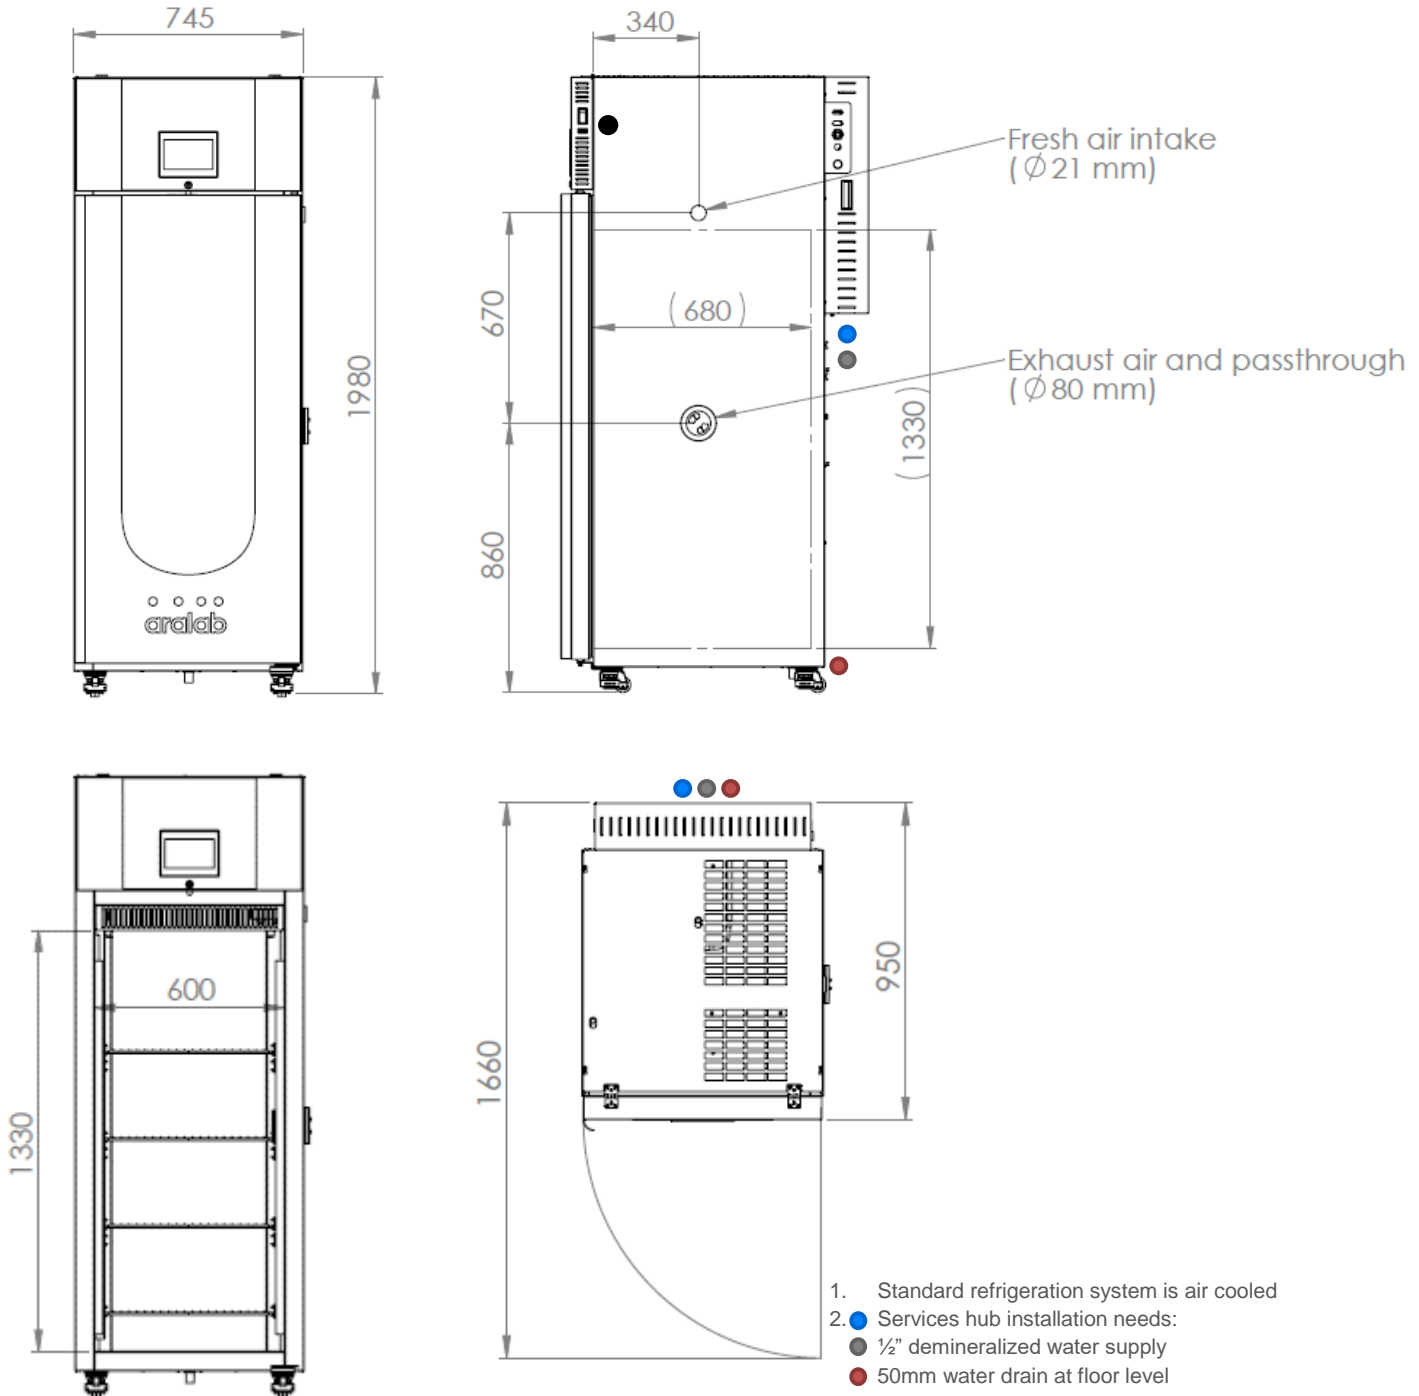 745
340
Fresh air intake
(∅21 mm)
670
(680)
1980
Exhaust air and passthrough
(∅80 mm)
(1330)
860
aralab
600
950
1660
1330
1. Standard refrigeration system is air cooled
2. Services hub installation needs:
½” demineralized water supply
50mm water drain at floor level